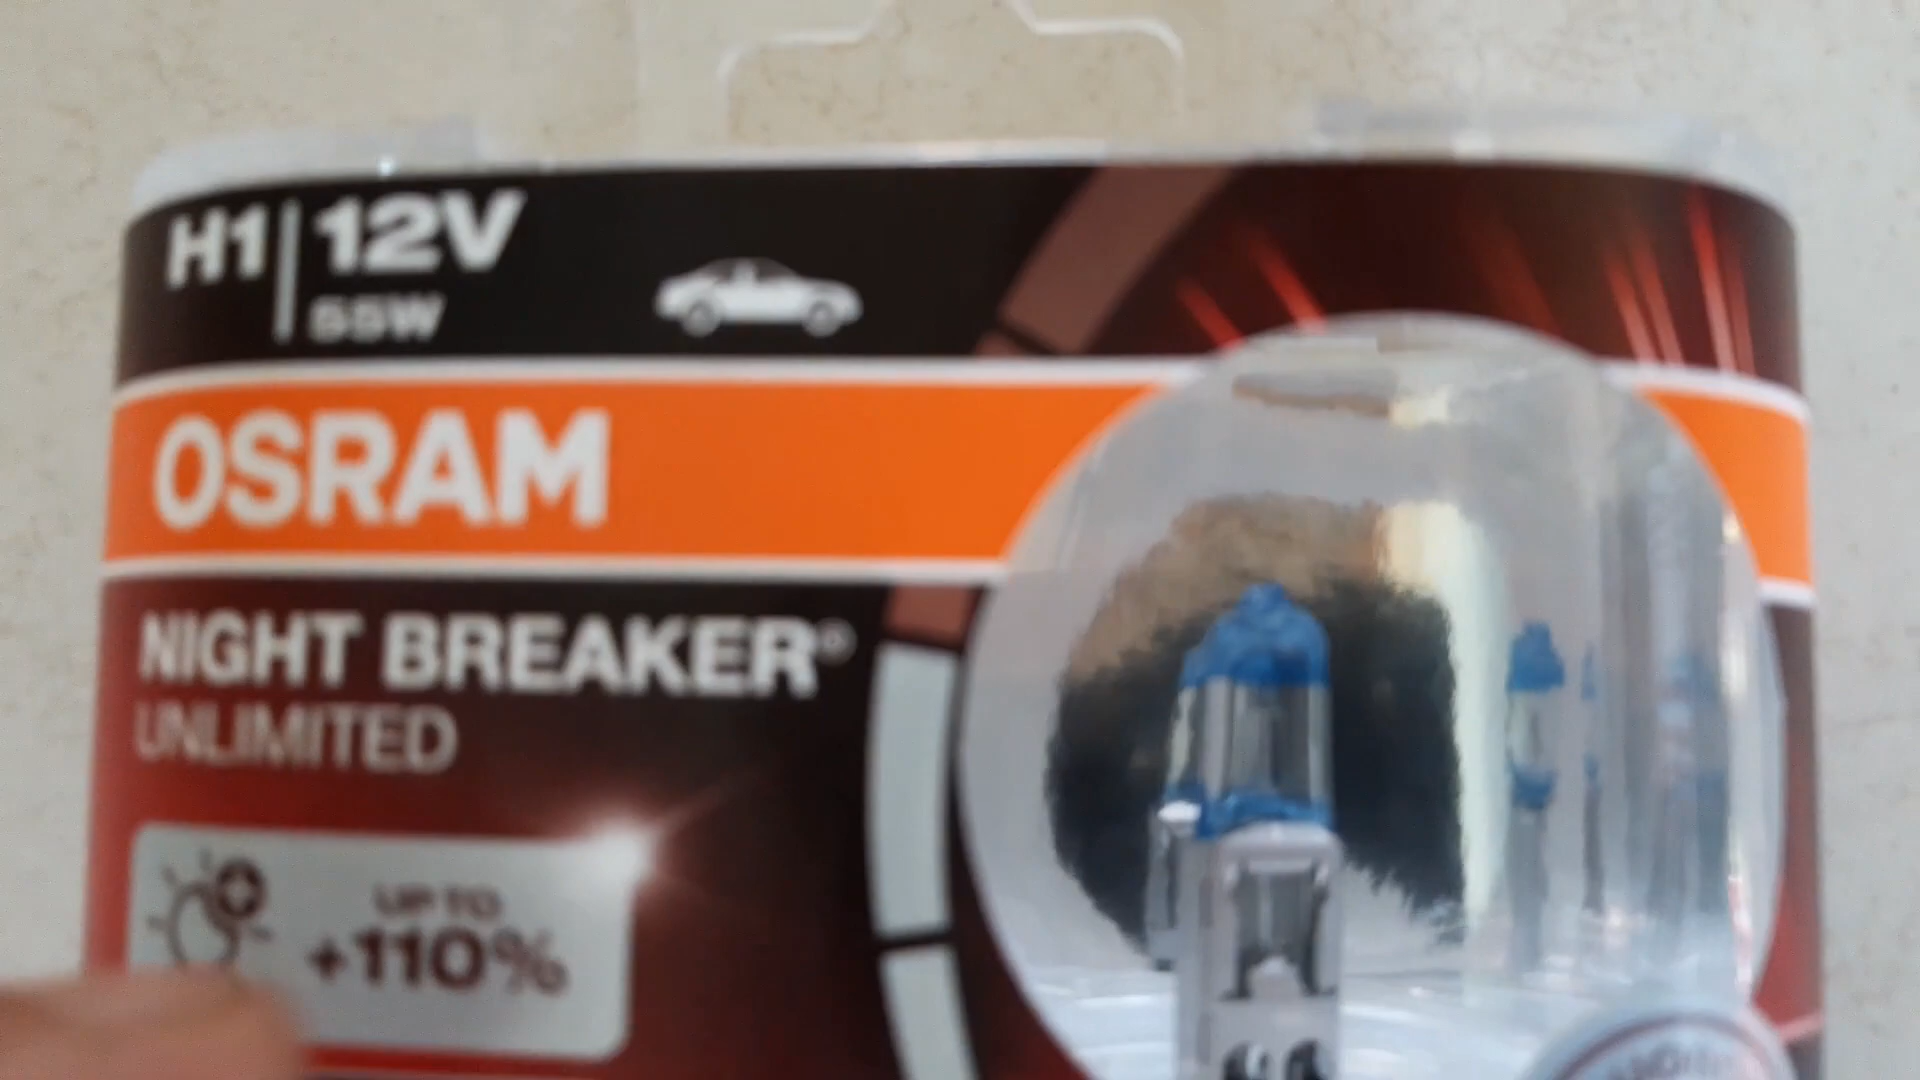 H1 12V
55W
OSRAM
NIGHT BREAKER®
UNLIMITED
UP TO
+110%